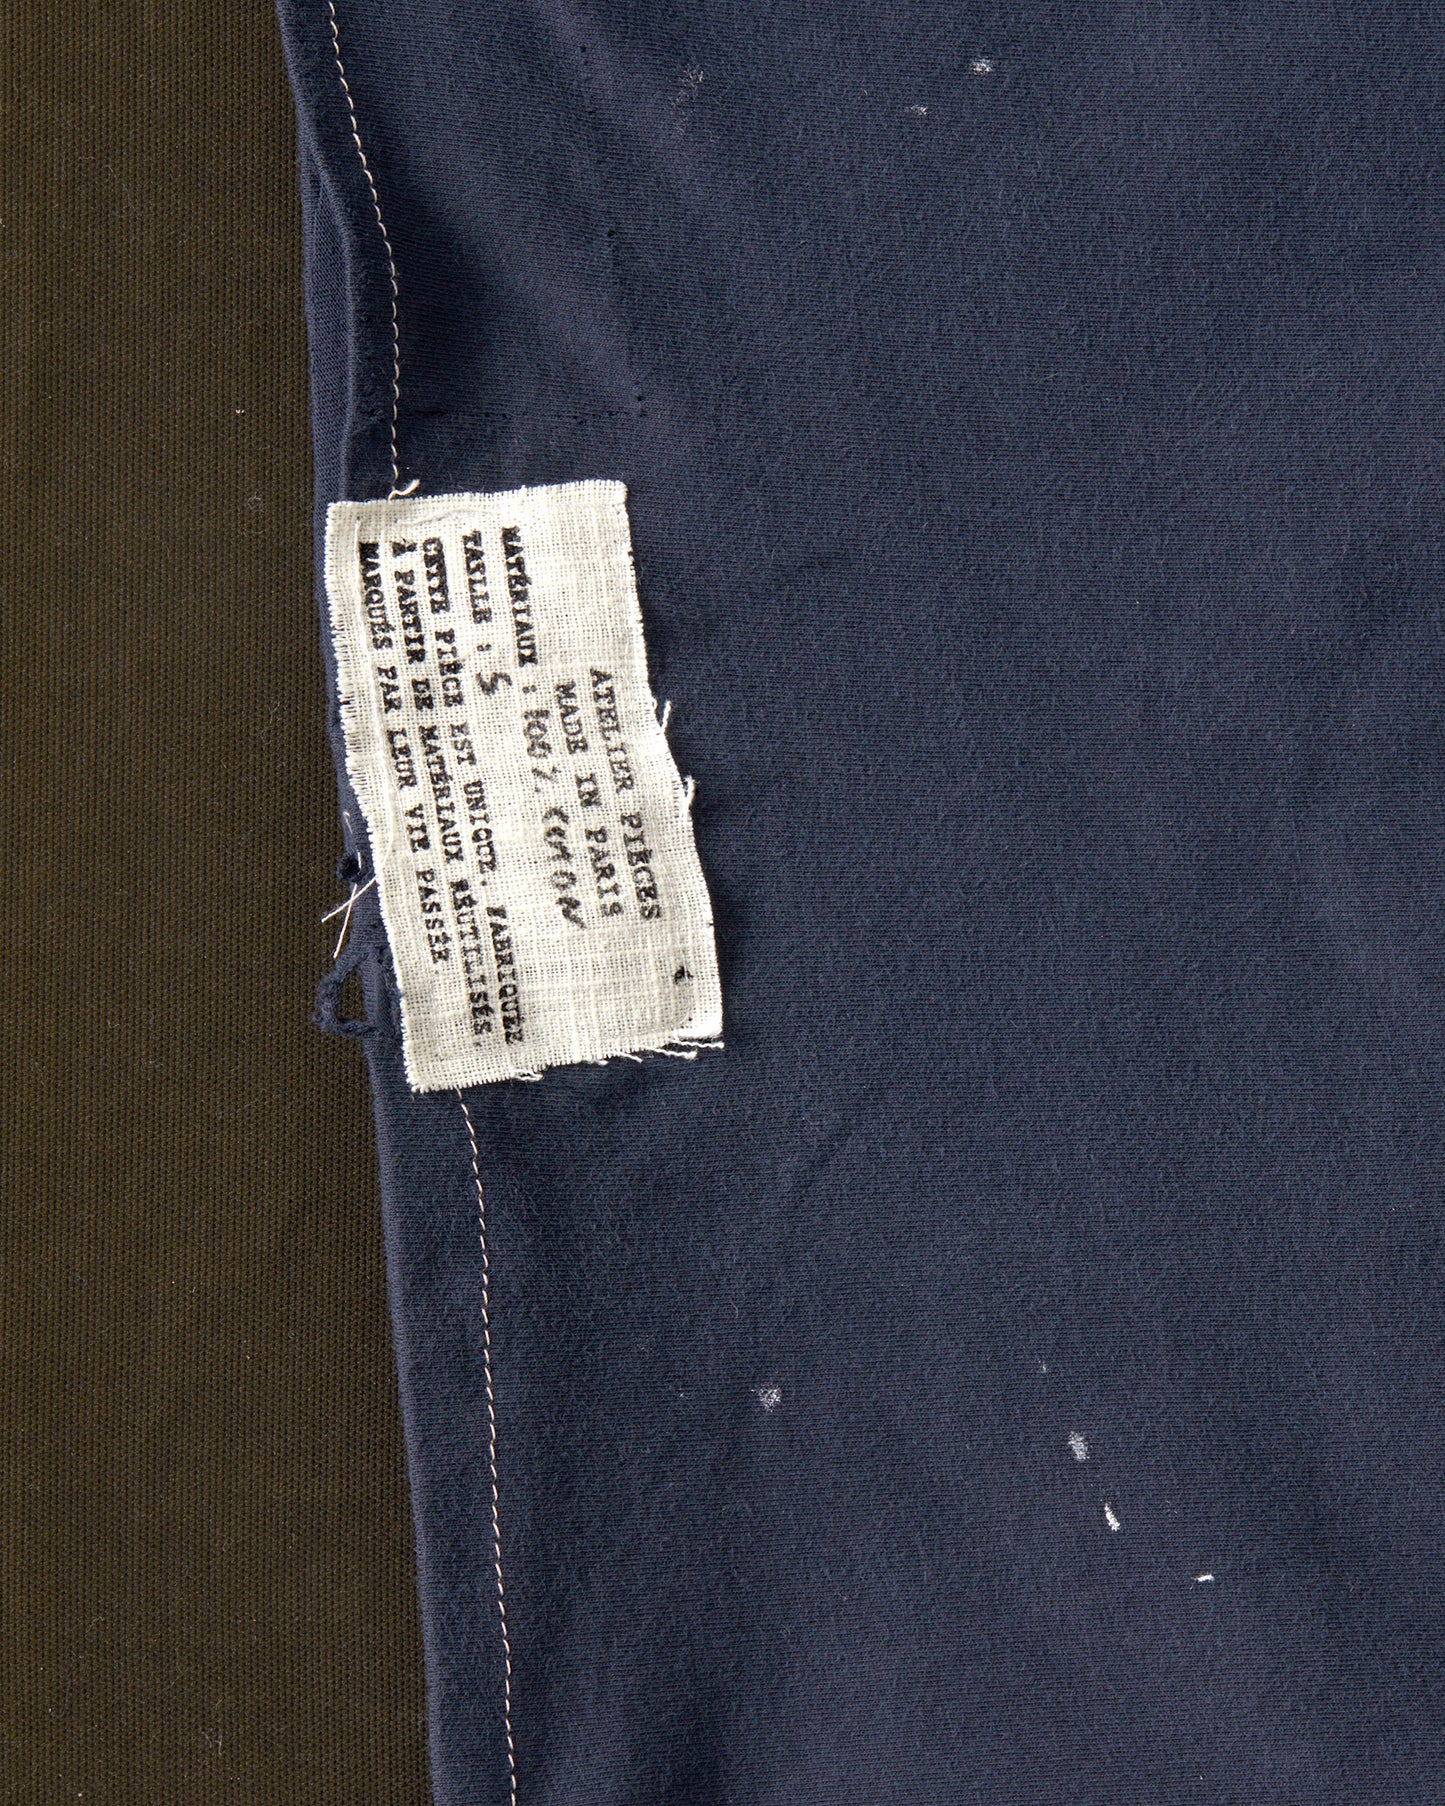 ATELIER PIÈCES
MADE IN PARIS
MATÉRIAUX : 100% COTON
TAILLE : S
CETTE PIÈCE EST UNIQUE, FABRIQUÉE
À PARTIR DE MATÉRIAUX RÉUTILISÉS,
MARQUÉS PAR LEUR VIE PASSÉE.